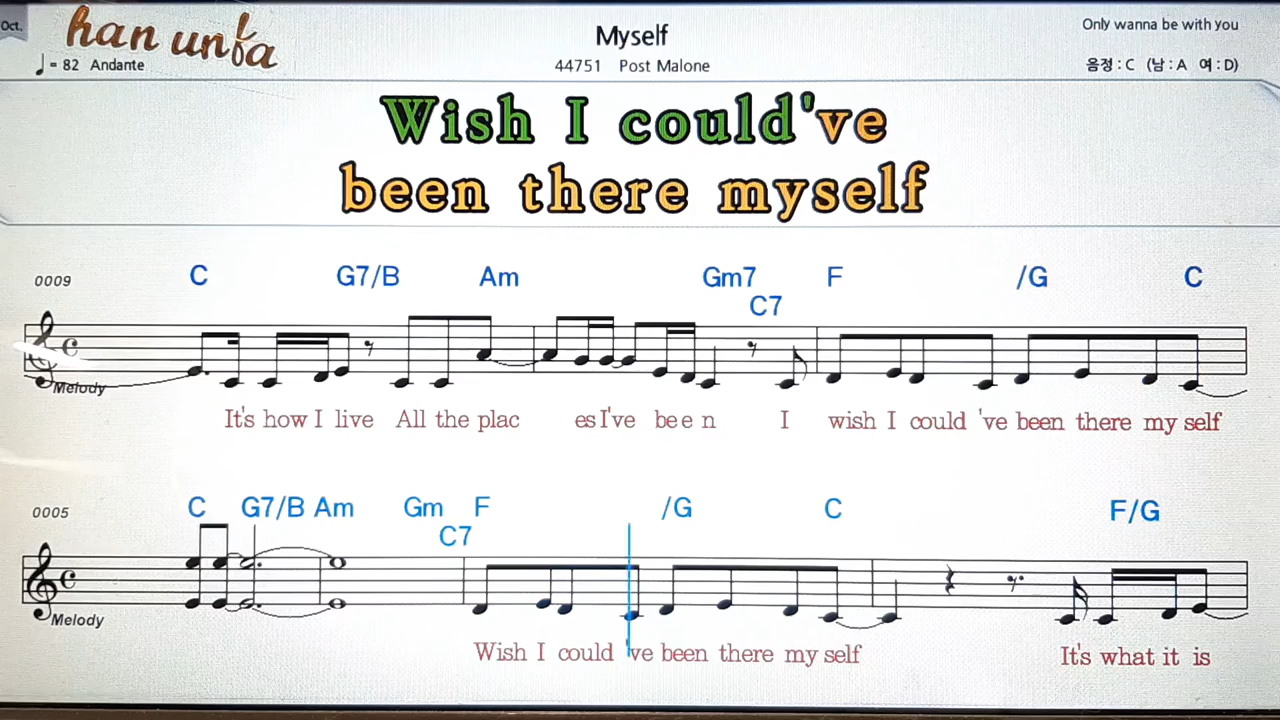 Oct.
han unfa
♩= 82 Andante
Myself
44751 Post Malone
Only wanna be with you
음정 : C (남 : A 여 : D)
Wish I could've
been there myself
0009
C G7/B Am Gm7 F /G C
C7
Melody
It's how I live All the plac es I've be e n I wish I could 've been there my self
0005
C G7/B Am Gm F /G C F/G
C7
Melody
Wish I could 've been there my self It's what it is